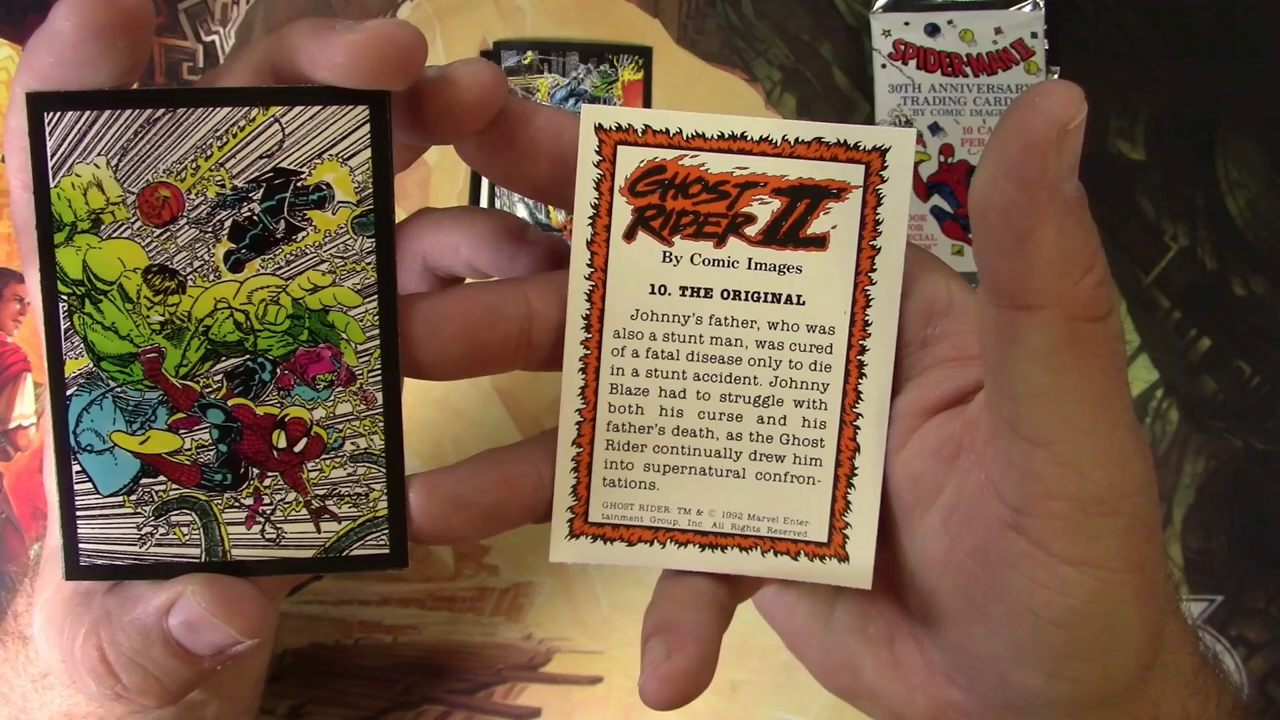 GHOST
RIDER II
By Comic Images
10. THE ORIGINAL
Johnny's father, who was
also a stunt man, was cured
of a fatal disease only to die
in a stunt accident. Johnny
Blaze had to struggle with
both his curse and his
father's death, as the Ghost
Rider continually drew him
into supernatural confron-
tations.
GHOST RIDER: TM & © 1992 Marvel Enter-
tainment Group, Inc. All Rights Reserved.
SPIDER-MAN II
30TH ANNIVERSARY
TRADING CARD
BY COMIC IMAGE
10 CA
PER